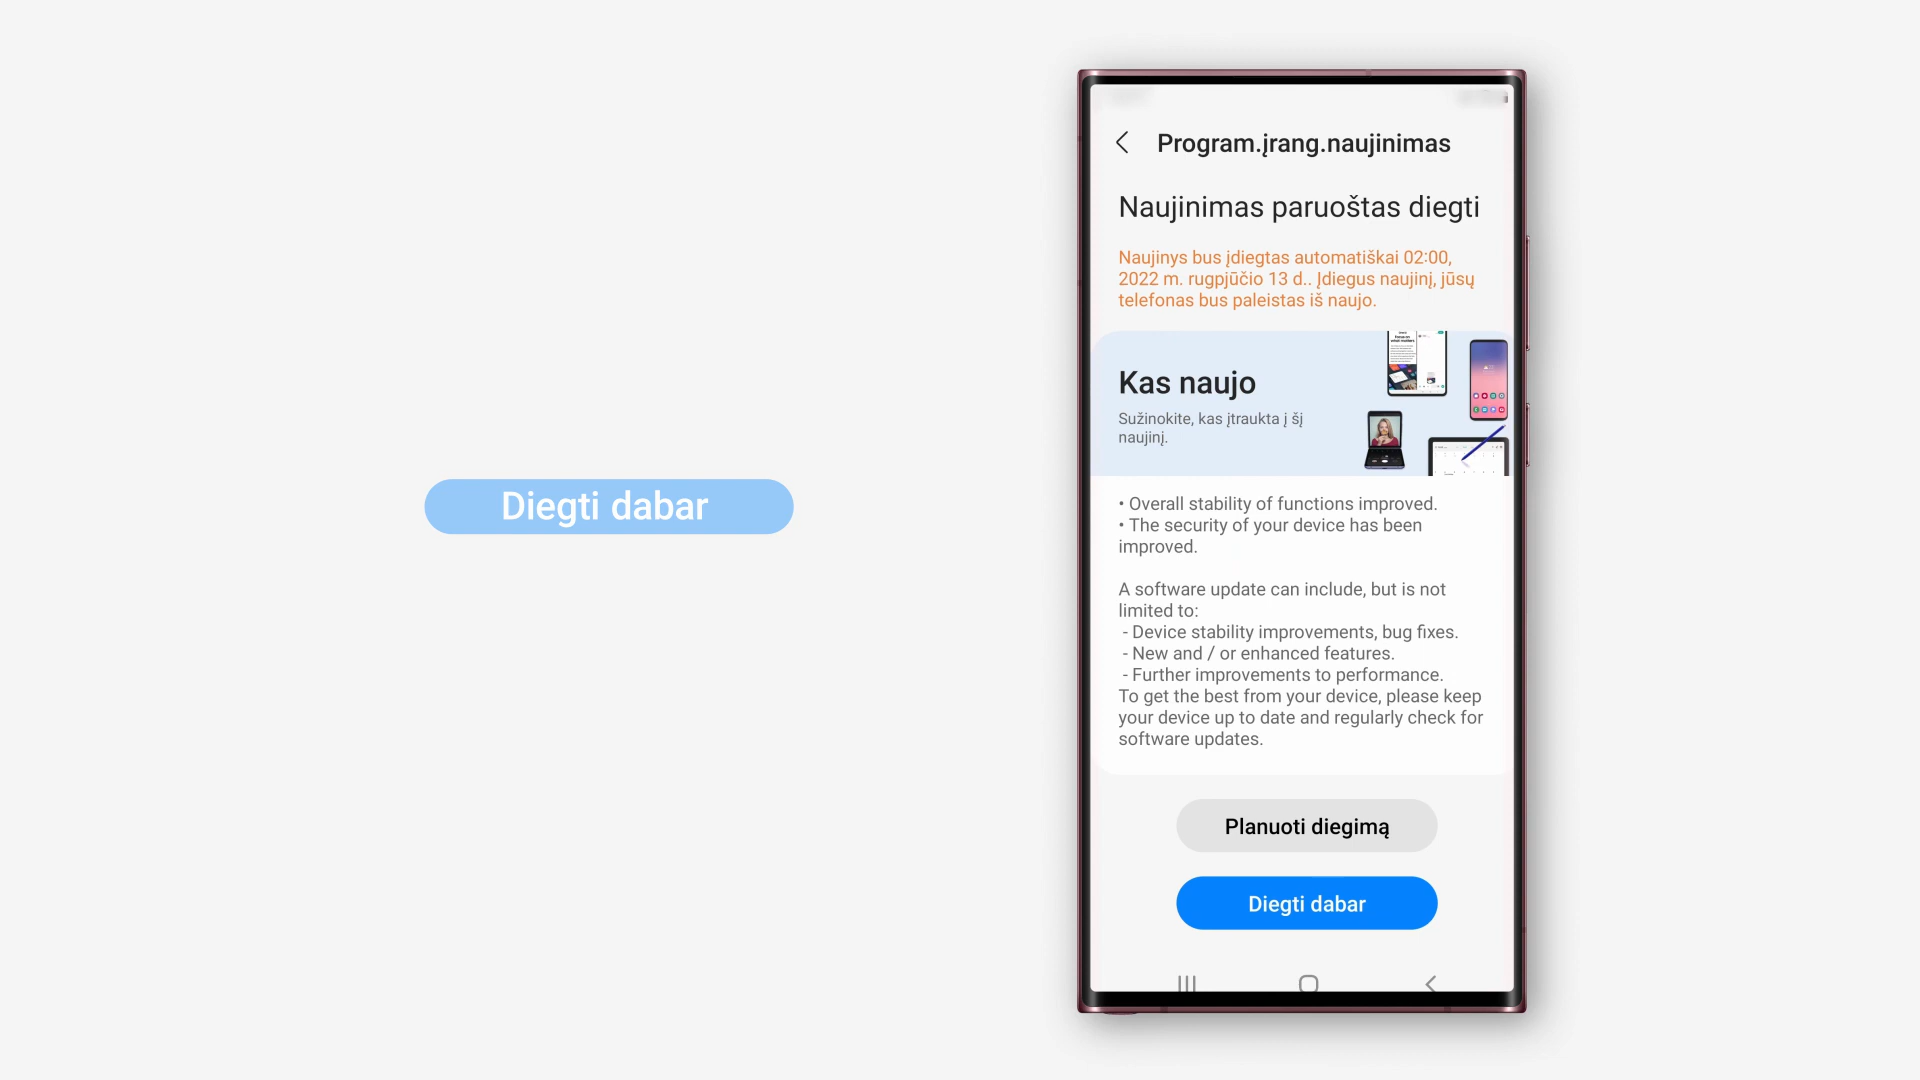 Diegti dabar
Program.įrang.naujinimas
Naujinimas paruoštas diegti
Naujinys bus įdiegtas automatiškai 02:00,
2022 m. rugpjūčio 13 d.. Įdiegus naujinį, jūsų
telefonas bus paleistas iš naujo.
Kas naujo
Sužinokite, kas įtraukta į šį
naujinį.
• Overall stability of functions improved.
• The security of your device has been
improved.
A software update can include, but is not
limited to:
- Device stability improvements, bug fixes.
- New and / or enhanced features.
- Further improvements to performance.
To get the best from your device, please keep
your device up to date and regularly check for
software updates.
Planuoti diegimą
Diegti dabar